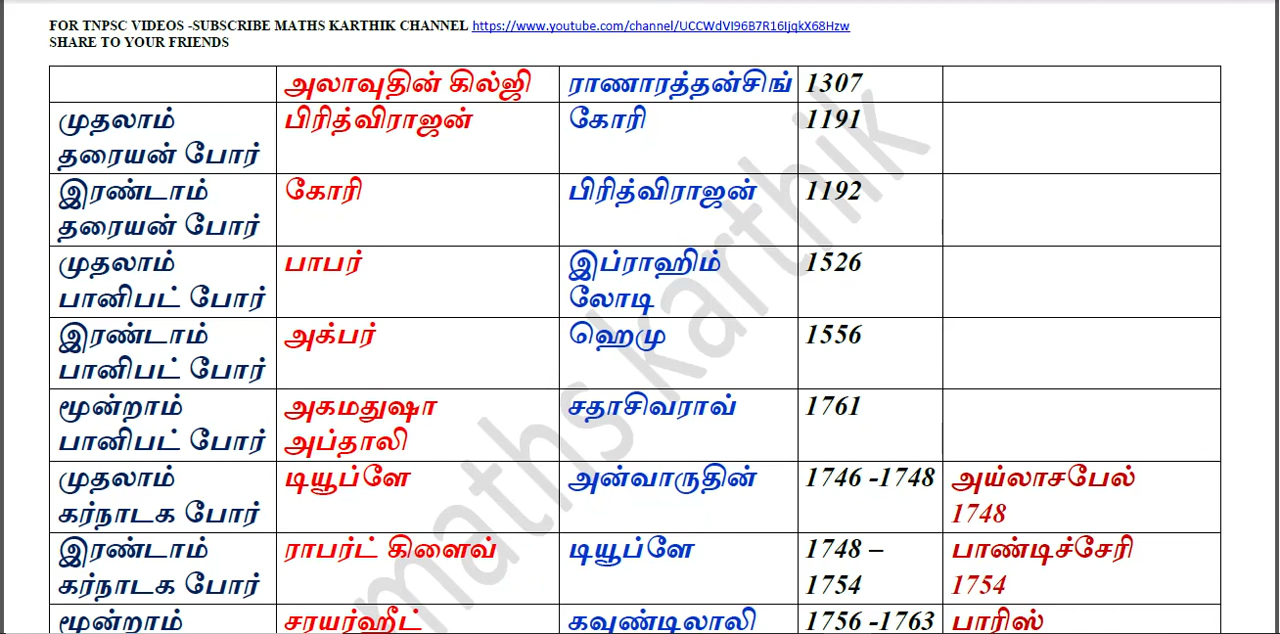 FOR TNPSC VIDEOS -SUBSCRIBE MATHS KARTHIK CHANNEL https://www.youtube.com/channel/UCCWdVI96B7R16IJqkX68Hzw
SHARE TO YOUR FRIENDS
அலாவுதின் கில்ஜி ராணாரத்தன்சிங் 1307
முதலாம் பிரித்விராஜன் கோரி 1191
தரையன் போர்
இரண்டாம் கோரி பிரித்விராஜன் 1192
தரையன் போர்
முதலாம் பாபர் இப்ராஹிம் 1526
பானிபட் போர் லோடி
இரண்டாம் அக்பர் ஹெமு 1556
பானிபட் போர்
மூன்றாம் அகமதுஷா சதாசிவராவ் 1761
பானிபட் போர் அப்தாலி
முதலாம் டியூப்ளே அன்வாருதின் 1746 -1748 அய்லாசபேல்
கர்நாடக போர் 1748
இரண்டாம் ராபர்ட் கிளைவ் டியூப்ளே 1748 – பாண்டிச்சேரி
கர்நாடக போர் 1754 1754
மூன்றாம் சரயர்ஹீட் கவுண்டிலாலி 1756 -1763 பாரிஸ்
maths karthik